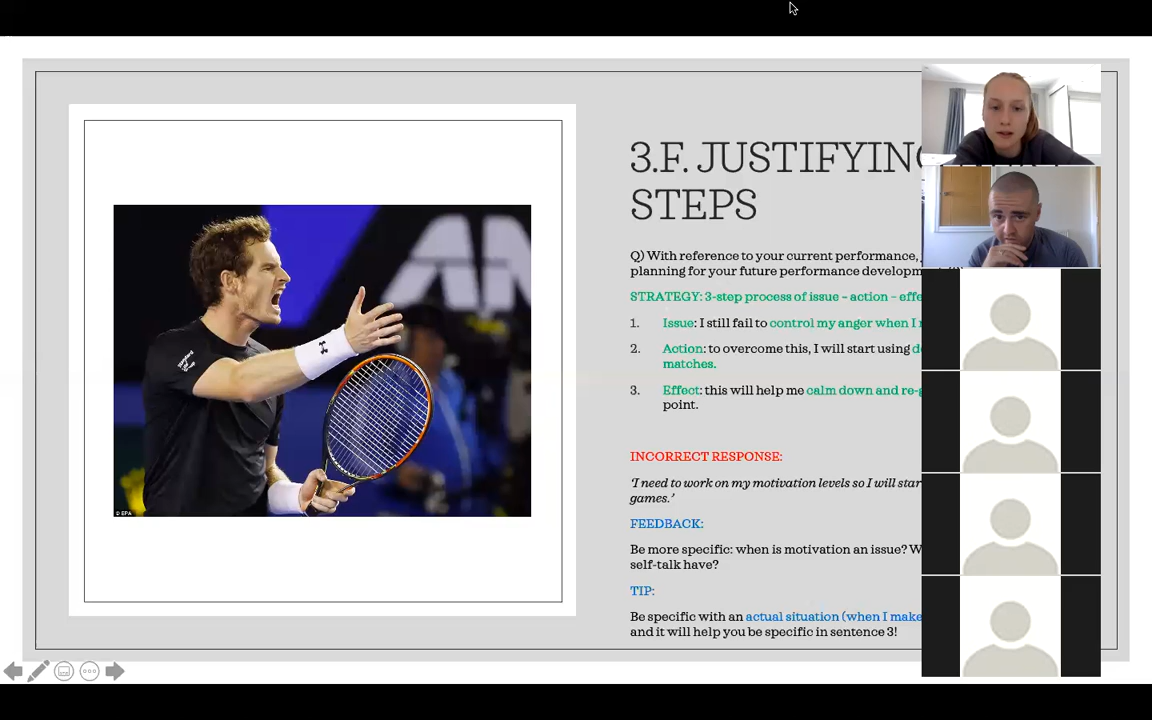 3.F. JUSTIFYING
STEPS
Q) With reference to your current performance,
planning for your future performance
STRATEGY: 3-step process of issue – action –
1. Issue: I still fail to control my anger when I
2. Action: to overcome this, I will start using
matches.
3. Effect: this will help me calm down and
point.
INCORRECT RESPONSE:
'I need to work on my motivation levels so I will
games.'
FEEDBACK:
Be more specific: when is motivation an issue?
self-talk have?
TIP:
Be specific with an actual situation (when I make
and it will help you be specific in sentence 3!
© EPA